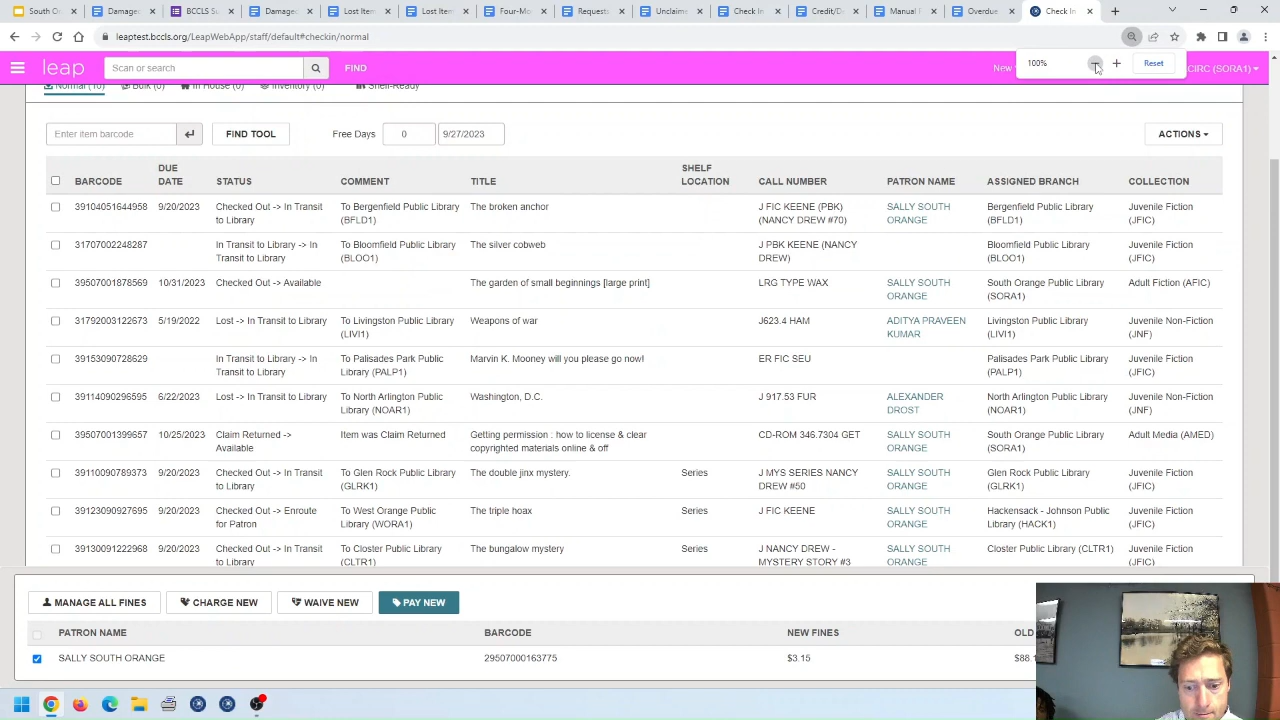 South O
Damaged
BCCLS Su
Damaged
Lost Item
Lost Item
Four-Mo
Requests
Unclaime
Check In
Credit/De
Manual F
Overdue
Check In
leaptest.bccls.org/LeapWebApp/staff/default#checkin/normal
100%
Reset
leap
Scan or search
FIND
New
CIRC (SORA1)
Normal (10)
Bulk (0)
In House (0)
Inventory (0)
Shelf-Ready
Enter item barcode
FIND TOOL
Free Days
0
9/27/2023
ACTIONS
BARCODE DUE DATE STATUS COMMENT TITLE SHELF LOCATION CALL NUMBER PATRON NAME ASSIGNED BRANCH COLLECTION
39104051644958 9/20/2023 Checked Out -> In Transit to Library To Bergenfield Public Library (BFLD1) The broken anchor J FIC KEENE (PBK) (NANCY DREW #70) SALLY SOUTH ORANGE Bergenfield Public Library (BFLD1) Juvenile Fiction (JFIC)
31707002248287 In Transit to Library -> In Transit to Library To Bloomfield Public Library (BLOO1) The silver cobweb J PBK KEENE (NANCY DREW) Bloomfield Public Library (BLOO1) Juvenile Fiction (JFIC)
39507001878569 10/31/2023 Checked Out -> Available The garden of small beginnings [large print] LRG TYPE WAX SALLY SOUTH ORANGE South Orange Public Library (SORA1) Adult Fiction (AFIC)
31792003122673 5/19/2022 Lost -> In Transit to Library To Livingston Public Library (LIVI1) Weapons of war J623.4 HAM ADITYA PRAVEEN KUMAR Livingston Public Library (LIVI1) Juvenile Non-Fiction (JNF)
39153090728629 In Transit to Library -> In Transit to Library To Palisades Park Public Library (PALP1) Marvin K. Mooney will you please go now! ER FIC SEU Palisades Park Public Library (PALP1) Juvenile Fiction (JFIC)
39114090296595 6/22/2023 Lost -> In Transit to Library To North Arlington Public Library (NOAR1) Washington, D.C. J 917.53 FUR ALEXANDER DROST North Arlington Public Library (NOAR1) Juvenile Non-Fiction (JNF)
39507001399657 10/25/2023 Claim Returned -> Available Item was Claim Returned Getting permission : how to license & clear copyrighted materials online & off CD-ROM 346.7304 GET SALLY SOUTH ORANGE South Orange Public Library (SORA1) Adult Media (AMED)
39110090789373 9/20/2023 Checked Out -> In Transit to Library To Glen Rock Public Library (GLRK1) The double jinx mystery. Series J MYS SERIES NANCY DREW #50 SALLY SOUTH ORANGE Glen Rock Public Library (GLRK1) Juvenile Fiction (JFIC)
39123090927695 9/20/2023 Checked Out -> Enroute for Patron To West Orange Public Library (WORA1) The triple hoax Series J FIC KEENE SALLY SOUTH ORANGE Hackensack - Johnson Public Library (HACK1) Juvenile Fiction (JFIC)
39130091222968 9/20/2023 Checked Out -> In Transit to Library To Closter Public Library (CLTR1) The bungalow mystery Series J NANCY DREW - MYSTERY STORY #3 SALLY SOUTH ORANGE Closter Public Library (CLTR1) Juvenile Fiction (JFIC)
MANAGE ALL FINES
CHARGE NEW
WAIVE NEW
PAY NEW
PATRON NAME BARCODE NEW FINES OLD
SALLY SOUTH ORANGE 29507000163775 $3.15 $88.1